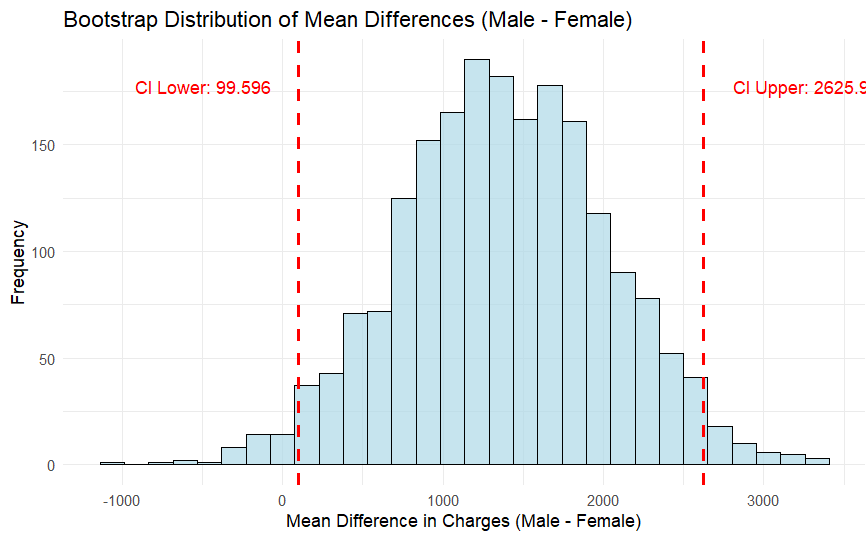 Bootstrap Distribution of Mean Differences (Male - Female)
CI Lower: 99.596
CI Upper: 2625.9
150
100
50
0
Frequency
-1000
0
1000
2000
3000
Mean Difference in Charges (Male - Female)